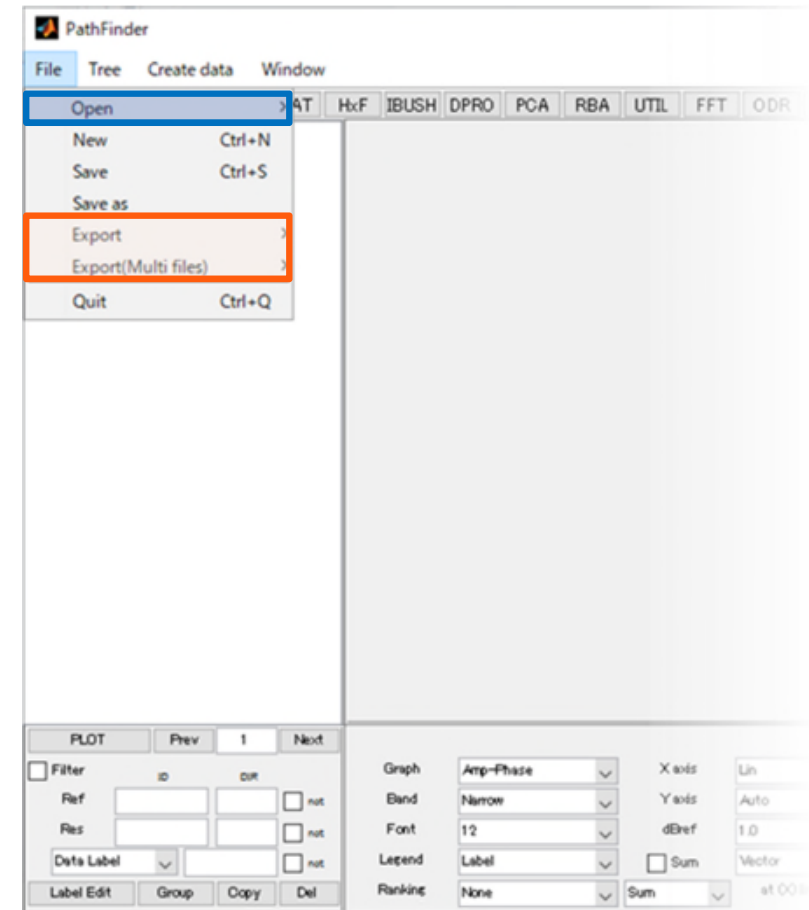 PathFinder
File Tree Create data Window
Open > AT HxF IBUSH DPRO PCA RBA UTIL FFT ODR
New Ctrl+N
Save Ctrl+S
Save as
Export >
Export(Multi files) >
Quit Ctrl+Q
PLOT Prev 1 Next
Filter ID DIR Graph Amp-Phase X axis Lin
Ref not Band Narrow Y axis Auto
Res not Font 12 dBref 1.0
Data Label not Legend Label Sum Vector
Label Edit Group Copy Del Ranking None Sum at